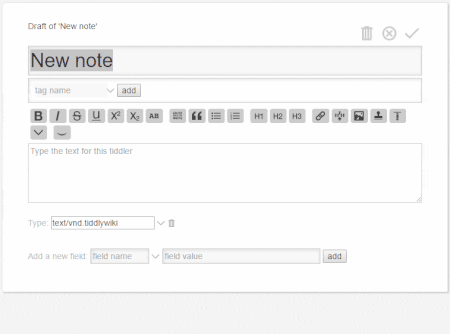 Draft of 'New note'
New note
tag name add
B I S U X² X₂ AB H1 H2 H3 T
Type the text for this tiddler
Type: text/vnd.tiddlywiki
Add a new field: field name field value add